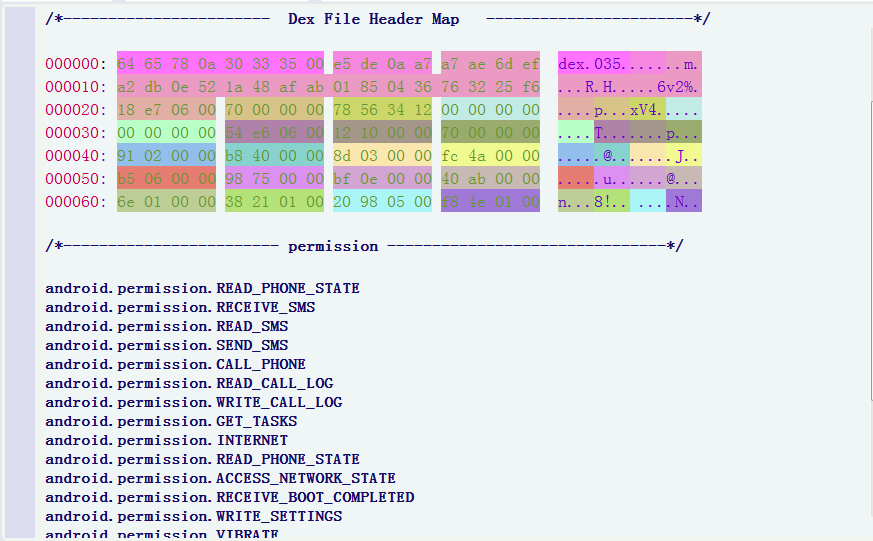 /*----------------------- Dex File Header Map -----------------------*/
000000: 64 65 78 0a 30 33 35 00 e5 de 0a a7 a7 ae 6d ef dex.035.......m.
000010: a2 db 0e 52 1a 48 af ab 01 85 04 36 76 32 25 f6 ...R.H.....6v2%.
000020: 18 e7 06 00 70 00 00 00 78 56 34 12 00 00 00 00 ....p...xV4.....
000030: 00 00 00 00 54 e6 06 00 12 10 00 00 70 00 00 00 ....T.......p...
000040: 91 02 00 00 b8 40 00 00 8d 03 00 00 fc 4a 00 00 .....@.......J..
000050: b5 06 00 00 98 75 00 00 bf 0e 00 00 40 ab 00 00 .....u......@...
000060: 6e 01 00 00 38 21 01 00 20 98 05 00 f8 4e 01 00 n...8!.. ....N..
/*------------------------ permission -------------------------------*/
android.permission.READ_PHONE_STATE
android.permission.RECEIVE_SMS
android.permission.READ_SMS
android.permission.SEND_SMS
android.permission.CALL_PHONE
android.permission.READ_CALL_LOG
android.permission.WRITE_CALL_LOG
android.permission.GET_TASKS
android.permission.INTERNET
android.permission.READ_PHONE_STATE
android.permission.ACCESS_NETWORK_STATE
android.permission.RECEIVE_BOOT_COMPLETED
android.permission.WRITE_SETTINGS
android.permission.VIBRATE